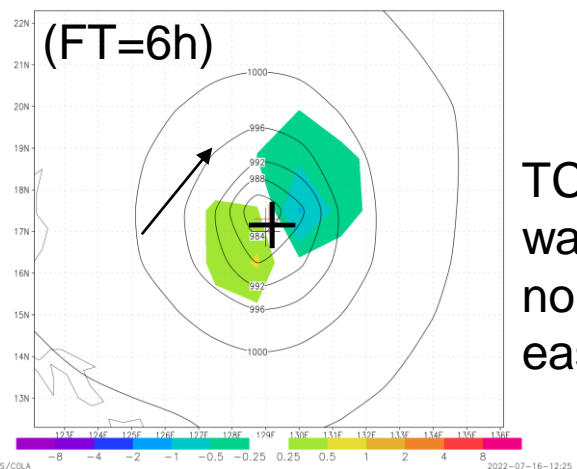 (FT=6h)
22N
21N
20N
19N
18N
17N
16N
15N
14N
13N
1000
996
992
988
984
992
996
1000
123E 124E 125E 126E 127E 128E 129E 130E 131E 132E 133E 134E 135E 136E
-8 -4 -2 -1 -0.5 -0.25 0.25 0.5 1 2 4 8
S/COLA
2022-07-16-12:25
TC
wa
no
eas